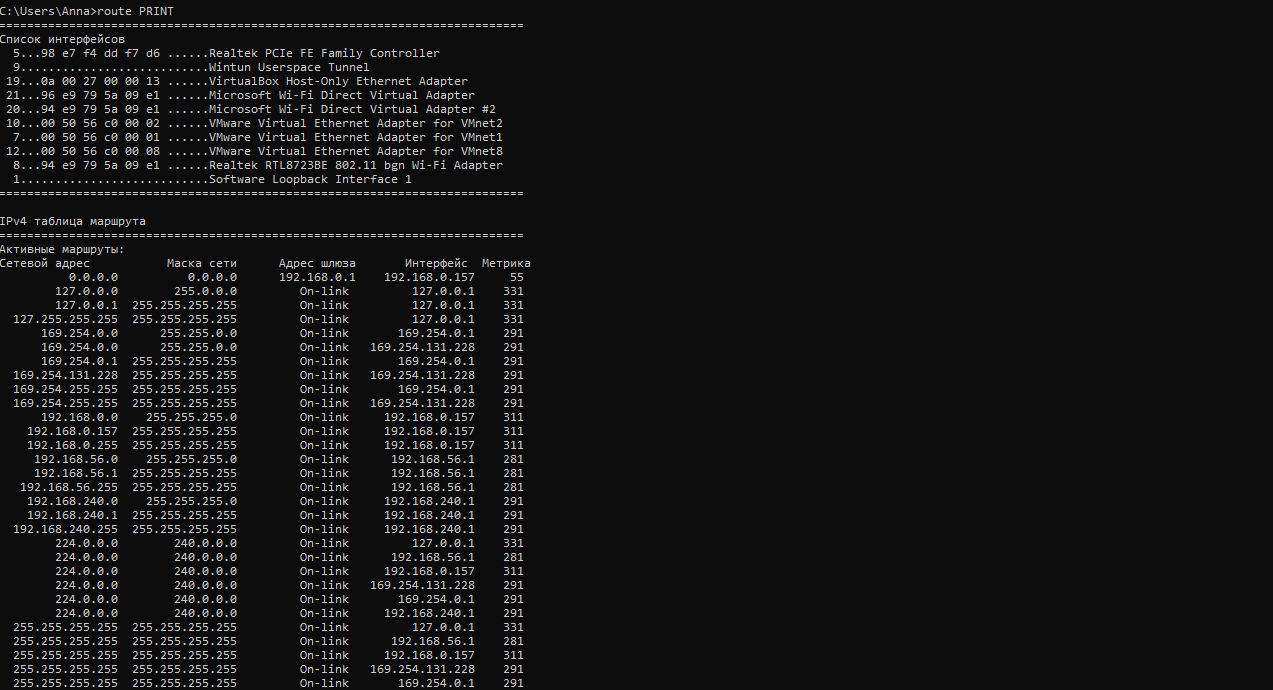 C:\Users\Anna>route PRINT
===========================================================================
Список интерфейсов
  5...98 e7 f4 dd f7 d6 ......Realtek PCIe FE Family Controller
  9...........................Wintun Userspace Tunnel
 19...0a 00 27 00 00 13 ......VirtualBox Host-Only Ethernet Adapter
 21...96 e9 79 5a 09 e1 ......Microsoft Wi-Fi Direct Virtual Adapter
 20...94 e9 79 5a 09 e1 ......Microsoft Wi-Fi Direct Virtual Adapter #2
 10...00 50 56 c0 00 02 ......VMware Virtual Ethernet Adapter for VMnet2
  7...00 50 56 c0 00 01 ......VMware Virtual Ethernet Adapter for VMnet1
 12...00 50 56 c0 00 08 ......VMware Virtual Ethernet Adapter for VMnet8
  8...94 e9 79 5a 09 e1 ......Realtek RTL8723BE 802.11 bgn Wi-Fi Adapter
  1...........................Software Loopback Interface 1
===========================================================================
IPv4 таблица маршрута
===========================================================================
Активные маршруты:
Сетевой адрес           Маска сети      Адрес шлюза       Интерфейс  Метрика
          0.0.0.0          0.0.0.0      192.168.0.1    192.168.0.157     55
        127.0.0.0        255.0.0.0         On-link         127.0.0.1    331
        127.0.0.1  255.255.255.255         On-link         127.0.0.1    331
  127.255.255.255  255.255.255.255         On-link         127.0.0.1    331
      169.254.0.0      255.255.0.0         On-link       169.254.0.1    291
      169.254.0.0      255.255.0.0         On-link   169.254.131.228    291
      169.254.0.1  255.255.255.255         On-link       169.254.0.1    291
  169.254.131.228  255.255.255.255         On-link   169.254.131.228    291
  169.254.255.255  255.255.255.255         On-link       169.254.0.1    291
  169.254.255.255  255.255.255.255         On-link   169.254.131.228    291
      192.168.0.0    255.255.255.0         On-link     192.168.0.157    311
    192.168.0.157  255.255.255.255         On-link     192.168.0.157    311
    192.168.0.255  255.255.255.255         On-link     192.168.0.157    311
     192.168.56.0    255.255.255.0         On-link      192.168.56.1    281
     192.168.56.1  255.255.255.255         On-link      192.168.56.1    281
   192.168.56.255  255.255.255.255         On-link      192.168.56.1    281
    192.168.240.0    255.255.255.0         On-link     192.168.240.1    291
    192.168.240.1  255.255.255.255         On-link     192.168.240.1    291
  192.168.240.255  255.255.255.255         On-link     192.168.240.1    291
        224.0.0.0        240.0.0.0         On-link         127.0.0.1    331
        224.0.0.0        240.0.0.0         On-link      192.168.56.1    281
        224.0.0.0        240.0.0.0         On-link     192.168.0.157    311
        224.0.0.0        240.0.0.0         On-link   169.254.131.228    291
        224.0.0.0        240.0.0.0         On-link       169.254.0.1    291
        224.0.0.0        240.0.0.0         On-link     192.168.240.1    291
  255.255.255.255  255.255.255.255         On-link         127.0.0.1    331
  255.255.255.255  255.255.255.255         On-link      192.168.56.1    281
  255.255.255.255  255.255.255.255         On-link     192.168.0.157    311
  255.255.255.255  255.255.255.255         On-link   169.254.131.228    291
  255.255.255.255  255.255.255.255         On-link       169.254.0.1    291